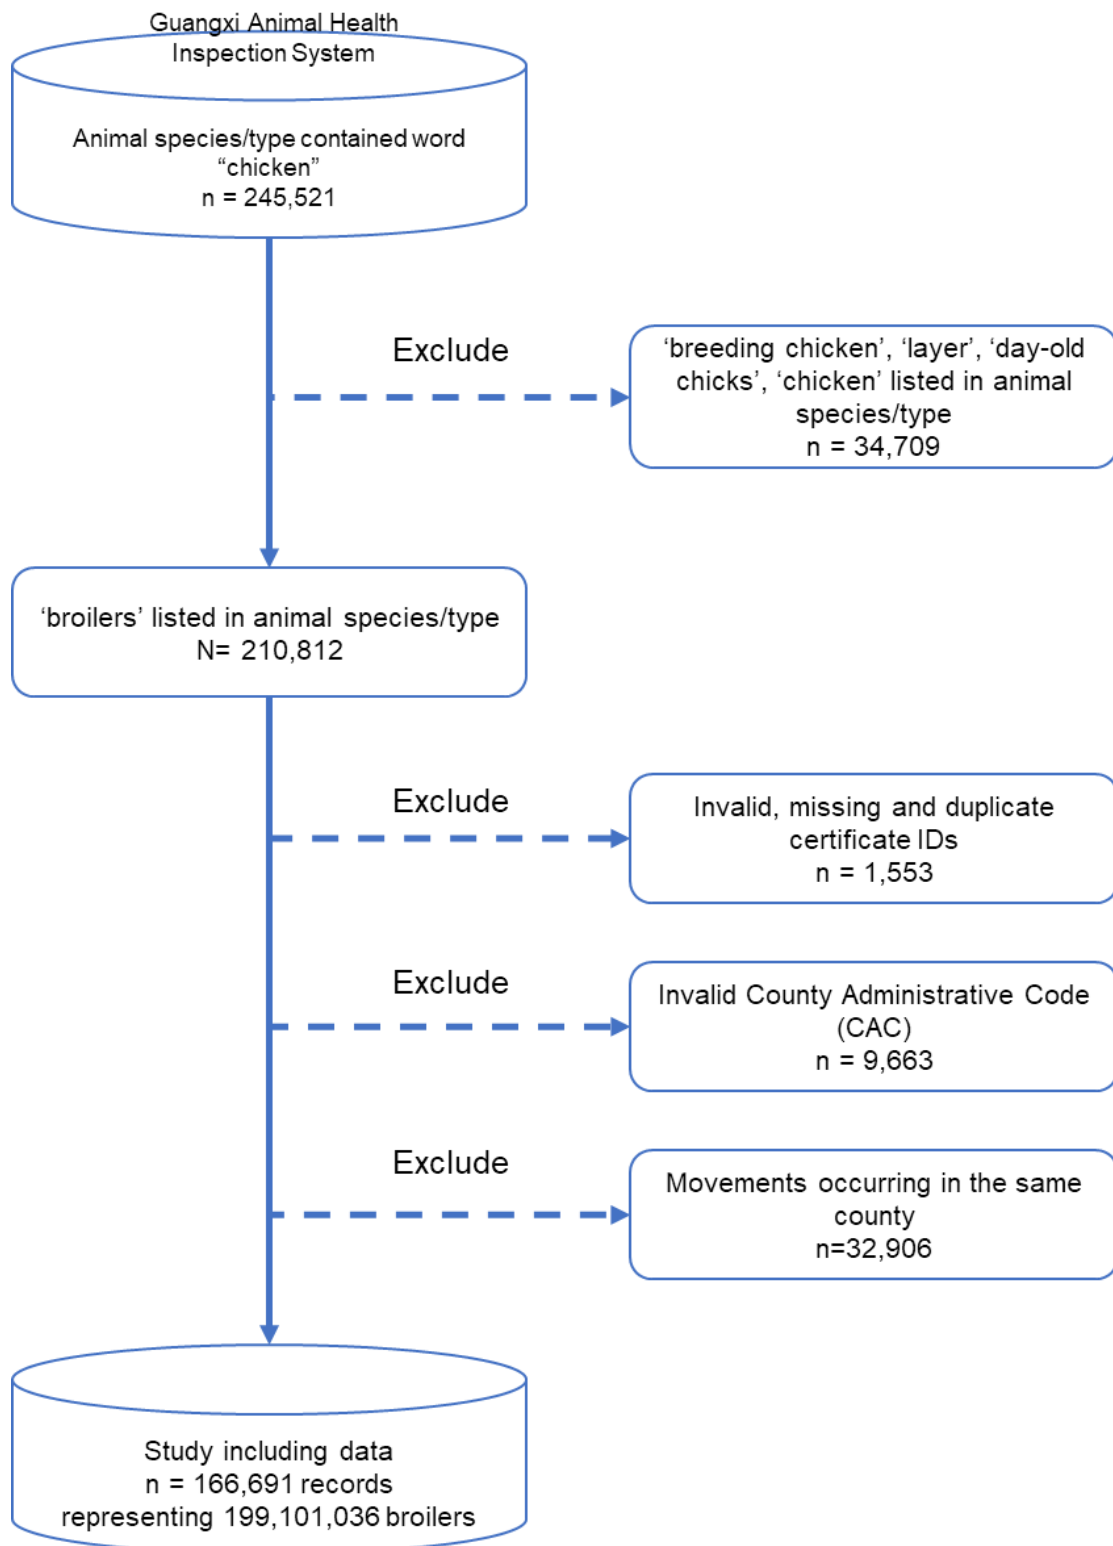 Guangxi Animal Health
Inspection System
Animal species/type contained word
“chicken”
n = 245,521
Exclude
‘breeding chicken’, ‘layer’, ‘day-old
chicks’, ‘chicken’ listed in animal
species/type
n = 34,709
‘broilers’ listed in animal species/type
N= 210,812
Exclude
Invalid, missing and duplicate
certificate IDs
n = 1,553
Exclude
Invalid County Administrative Code
(CAC)
n = 9,663
Exclude
Movements occurring in the same
county
n=32,906
Study including data
n = 166,691 records
representing 199,101,036 broilers